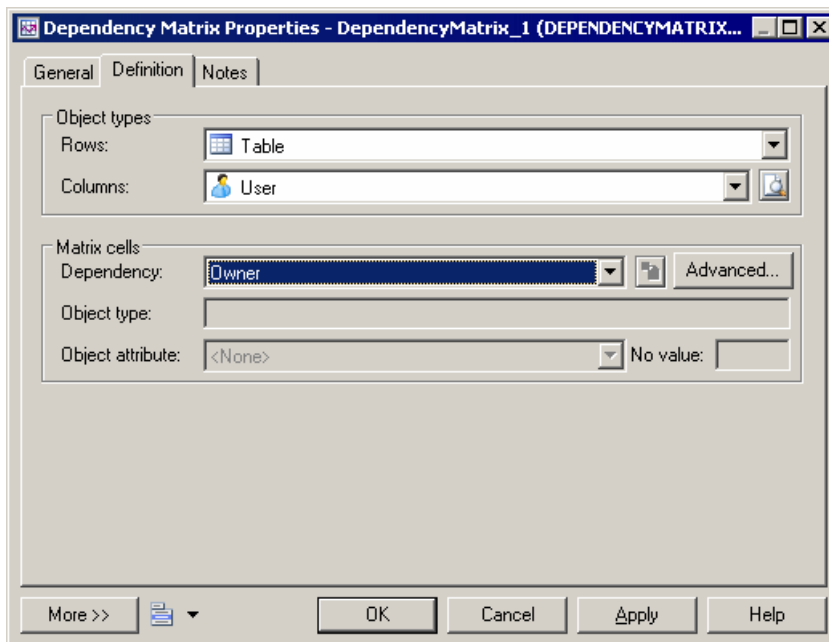 Dependency Matrix Properties - DependencyMatrix_1 (DEPENDENCYMATRIX...
General Definition Notes
Object types
Rows: Table
Columns: User
Matrix cells
Dependency: Owner Advanced...
Object type:
Object attribute: <None> No value:
More >> OK Cancel Apply Help